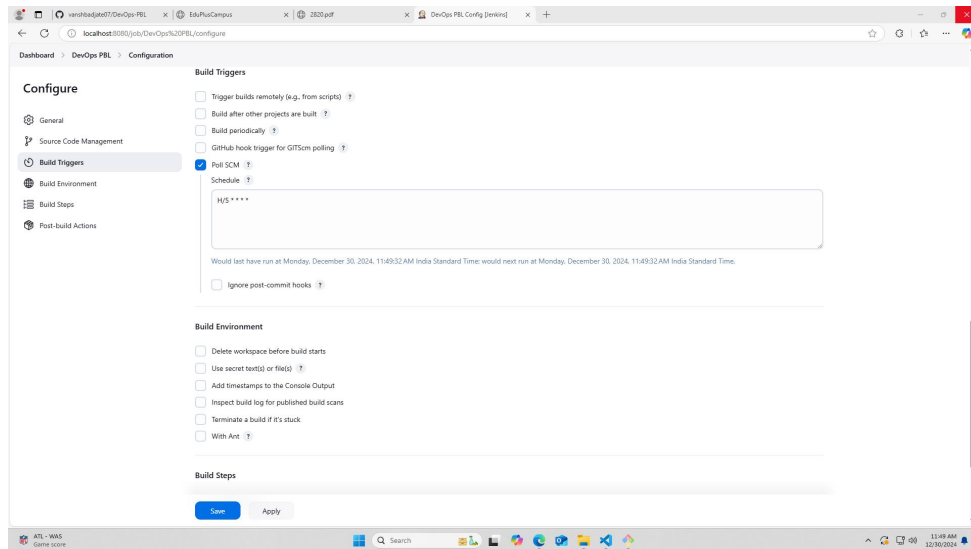 vanshbadjate07/DevOps-PBL
EduPlusCampus
2820.pdf
DevOps PBL Config [Jenkins]
localhost:8080/job/DevOps%20PBL/configure
Dashboard > DevOps PBL > Configuration
Configure
General
Source Code Management
Build Triggers
Build Environment
Build Steps
Post-build Actions
Build Triggers
Trigger builds remotely (e.g., from scripts) ?
Build after other projects are built ?
Build periodically ?
GitHub hook trigger for GITScm polling ?
Poll SCM ?
Schedule ?
H/5 * * * *
Would last have run at Monday, December 30, 2024, 11:49:32 AM India Standard Time; would next run at Monday, December 30, 2024, 11:49:32 AM India Standard Time.
Ignore post-commit hooks ?
Build Environment
Delete workspace before build starts
Use secret text(s) or file(s) ?
Add timestamps to the Console Output
Inspect build log for published build scans
Terminate a build if it's stuck
With Ant ?
Build Steps
Save Apply
ATL - WAS
Game score
Search
11:49 AM
12/30/2024